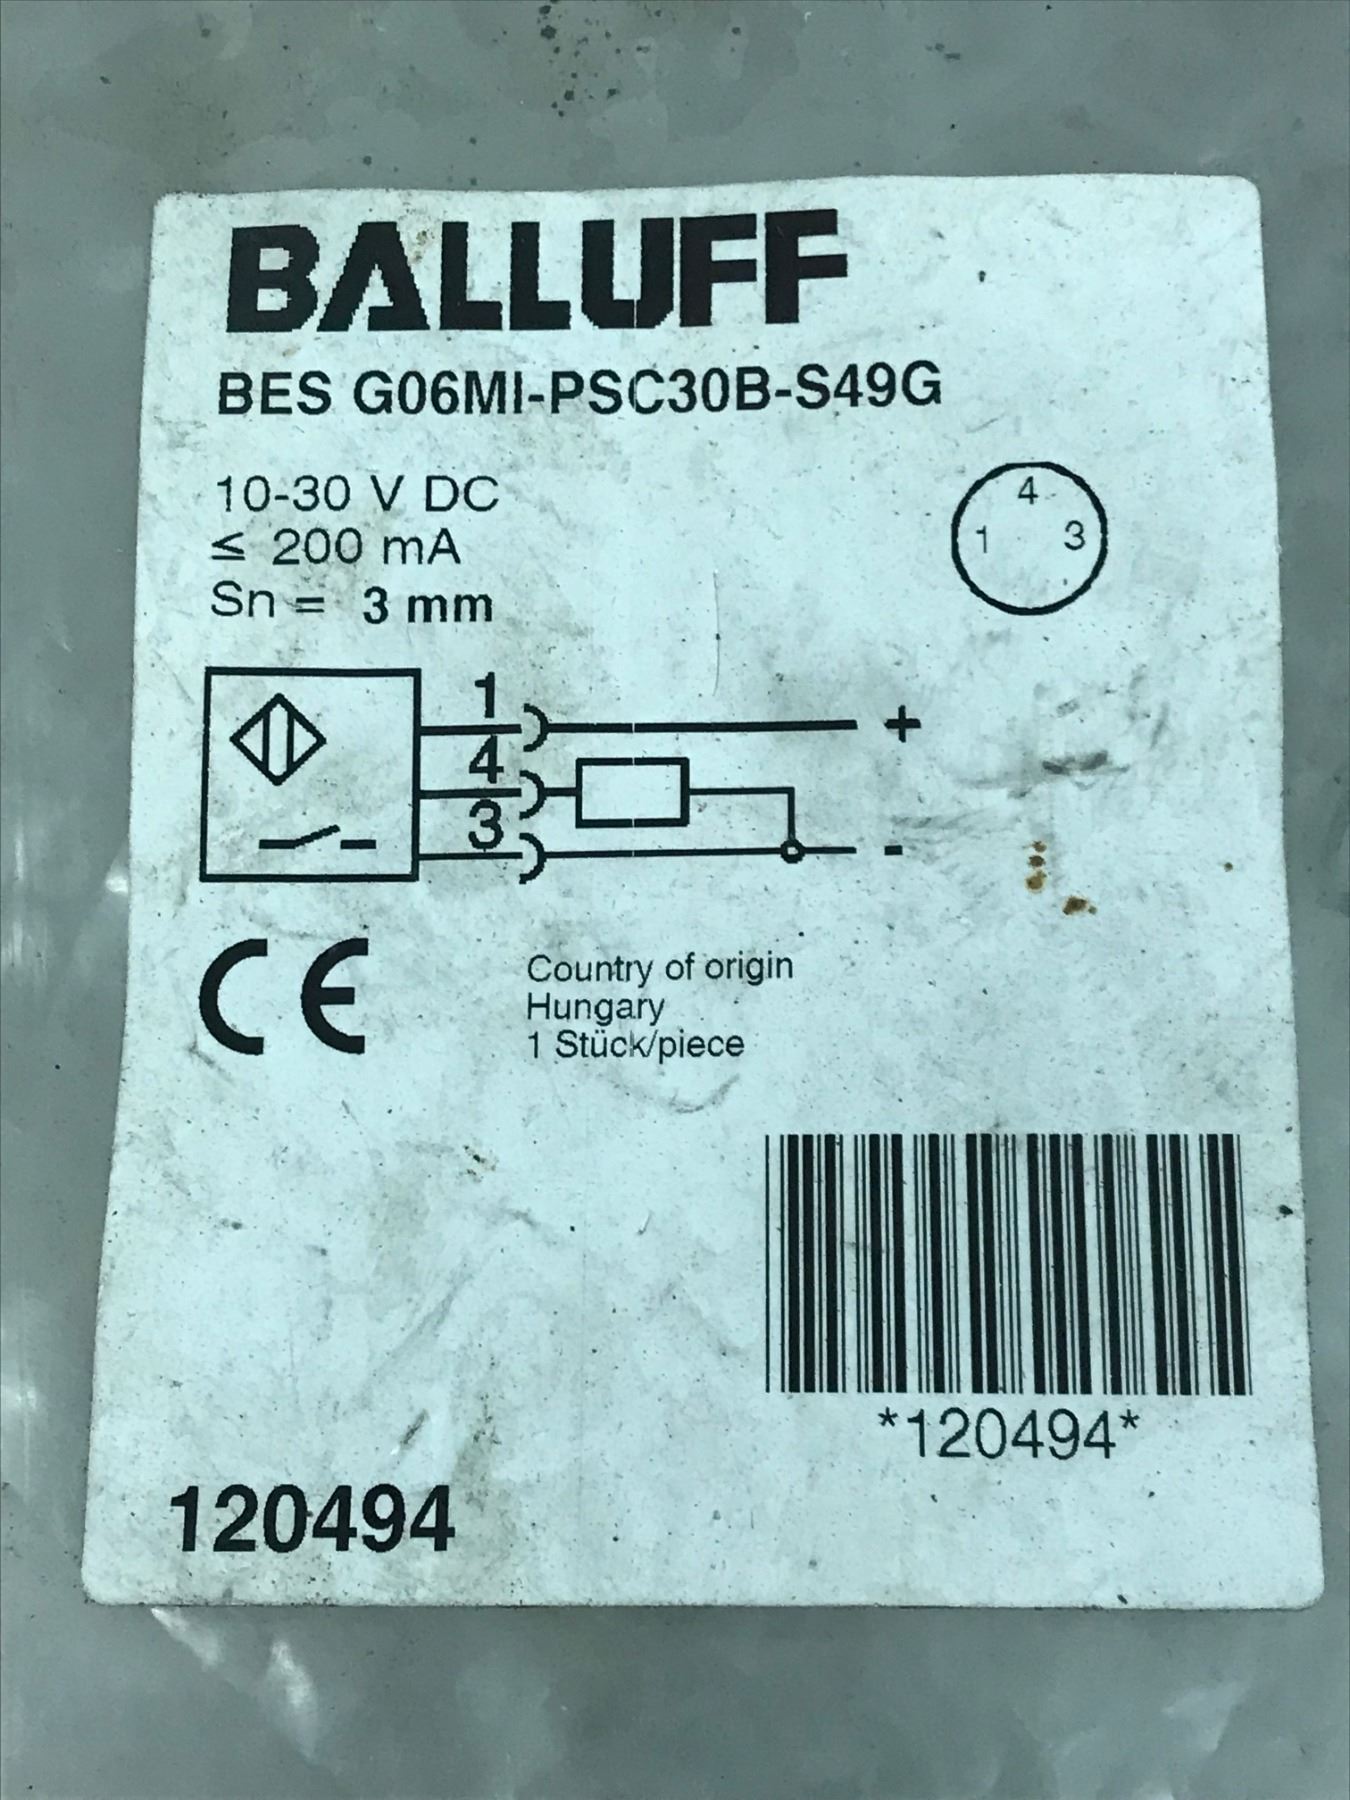 BALLUFF
BES G06MI-PSC30B-S49G
10-30 V DC
≤ 200 mA
Sn = 3 mm
4
1 3
1
+
4
3
-
CE
Country of origin
Hungary
1 Stück/piece
*120494*
120494